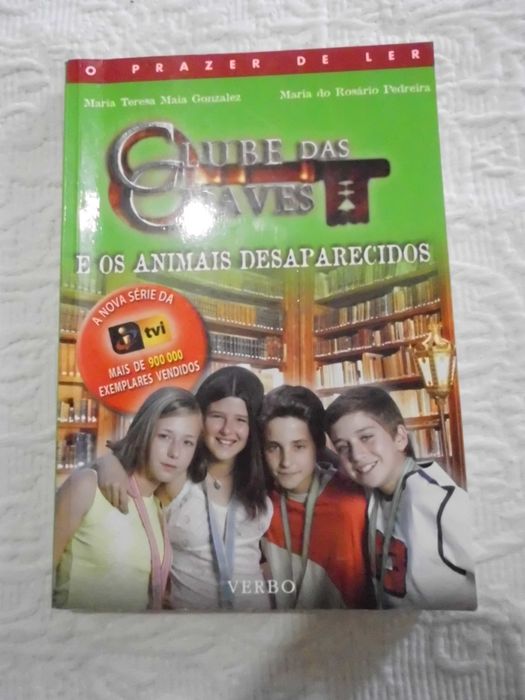 O PRAZER DE LER
Maria Teresa Maia Gonzalez
Maria do Rosário Pedreira
CLUBE DAS
CHAVES
E OS ANIMAIS DESAPARECIDOS
A NOVA SÉRIE DA
tvi
MAIS DE 900 000
EXEMPLARES VENDIDOS
VERBO